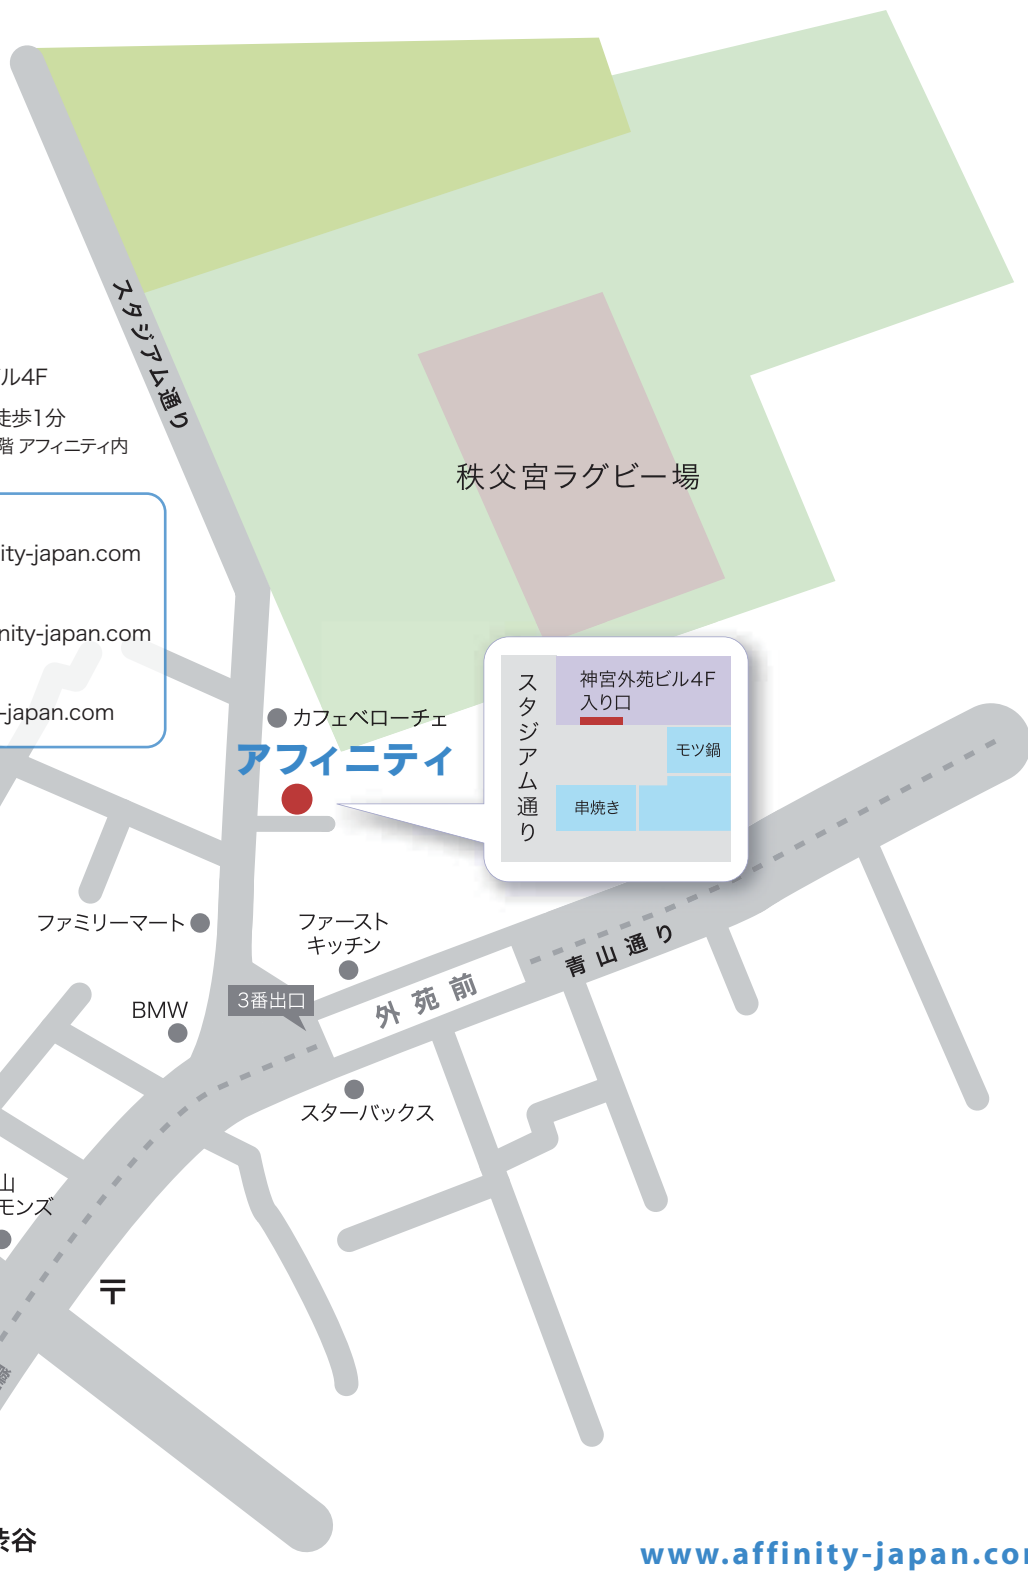 スタジアム通り
ル4F
徒歩1分
階 アフィニティ内
ity-japan.com
nity-japan.com
-japan.com
秩父宮ラグビー場
カフェベローチェ
アフィニティ
スタジアム通り
神宮外苑ビル4F
入り口
モツ鍋
串焼き
ファミリーマート
ファースト
キッチン
青山通り
外苑前
3番出口
BMW
スターバックス
山
モンズ
〒
線
渋谷
www.affinity-japan.com